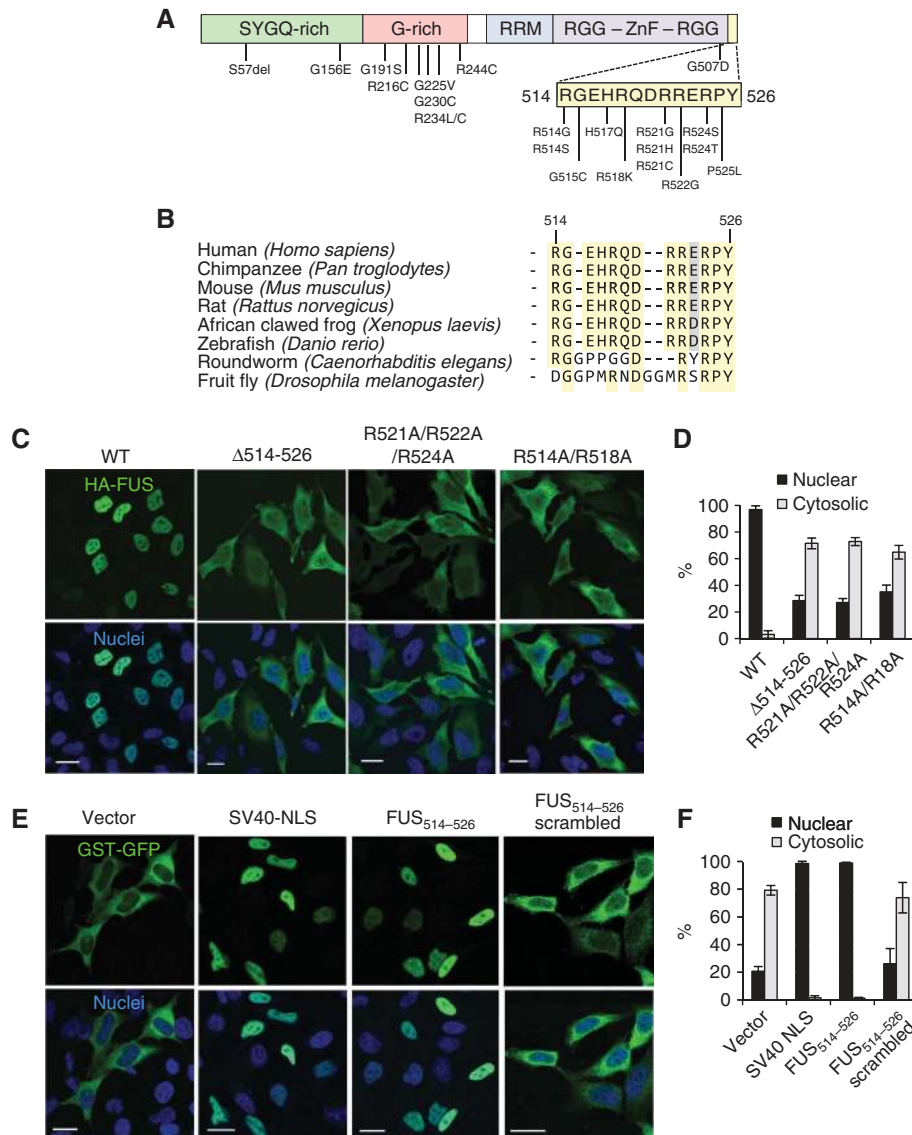 A
SYGQ-rich G-rich RRM RGG – ZnF – RGG
S57del G156E G191S R244C G507D
R216C G225V
G230C
R234L/C
514 RGEHRQDRRERPY 526
R514G H517Q R521G R524S
R514S R521H R524T
G515C R518K R521C P525L
R522G
B
514 526
Human (Homo sapiens) - RG–EHRQD––RRERPY
Chimpanzee (Pan troglodytes) - RG–EHRQD––RRERPY
Mouse (Mus musculus) - RG–EHRQD––RRERPY
Rat (Rattus norvegicus) - RG–EHRQD––RRERPY
African clawed frog (Xenopus laevis) - RG–EHRQD––RRDRPY
Zebrafish (Danio rerio) - RG–EHRQD––RRDRPY
Roundworm (Caenorhabditis elegans) - RGGPPGGD––RYRPY
Fruit fly (Drosophila melanogaster) - DGGPMRNDGGMRSRPY
C
WT Δ514-526 R521A/R522A
/R524A R514A/R518A
HA-FUS
Nuclei
D
Nuclear
Cytosolic
100
80
60
40
20
0
%
WT
Δ514-526
R521A/R522A/
R524A
R514A/R18A
E
Vector SV40-NLS FUS514–526 FUS514–526
scrambled
GST-GFP
Nuclei
F
Nuclear
Cytosolic
100
80
60
40
20
0
%
Vector
SV40 NLS
FUS514–526
FUS514–526
scrambled